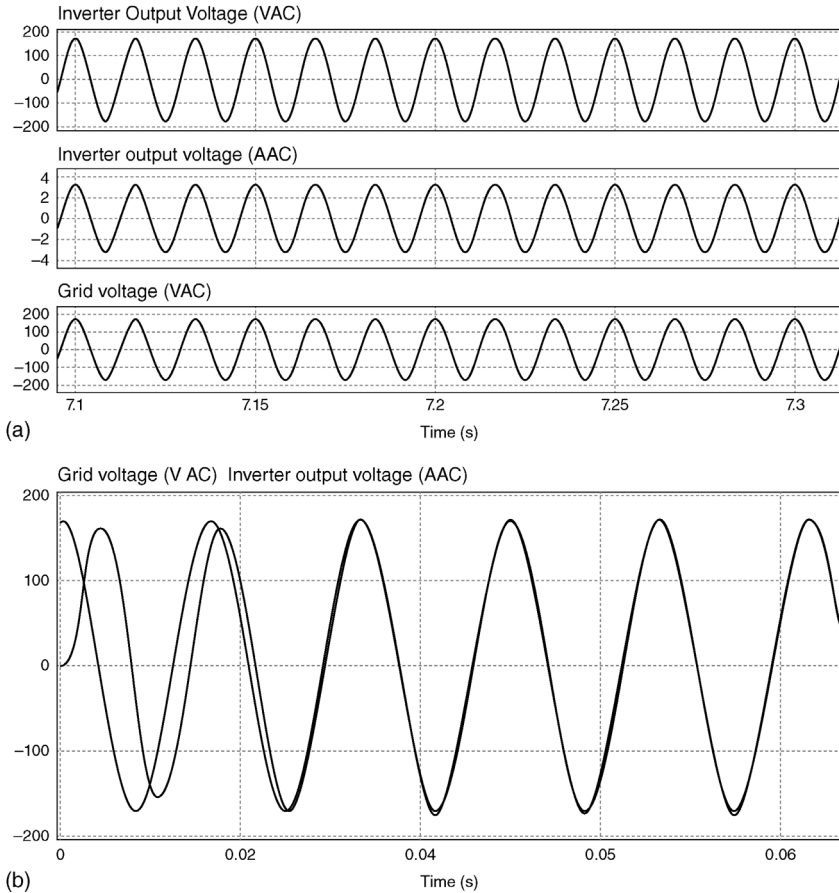 Inverter Output Voltage (VAC)
200
100
0
−100
−200
Inverter output voltage (AAC)
4
2
0
−2
−4
Grid voltage (VAC)
200
100
0
−100
−200
7.1 7.15 7.2 7.25 7.3
Time (s)
(a)
Grid voltage (V AC) Inverter output voltage (AAC)
200
100
0
−100
−200
0 0.02 0.04 0.05 0.06
Time (s)
(b)